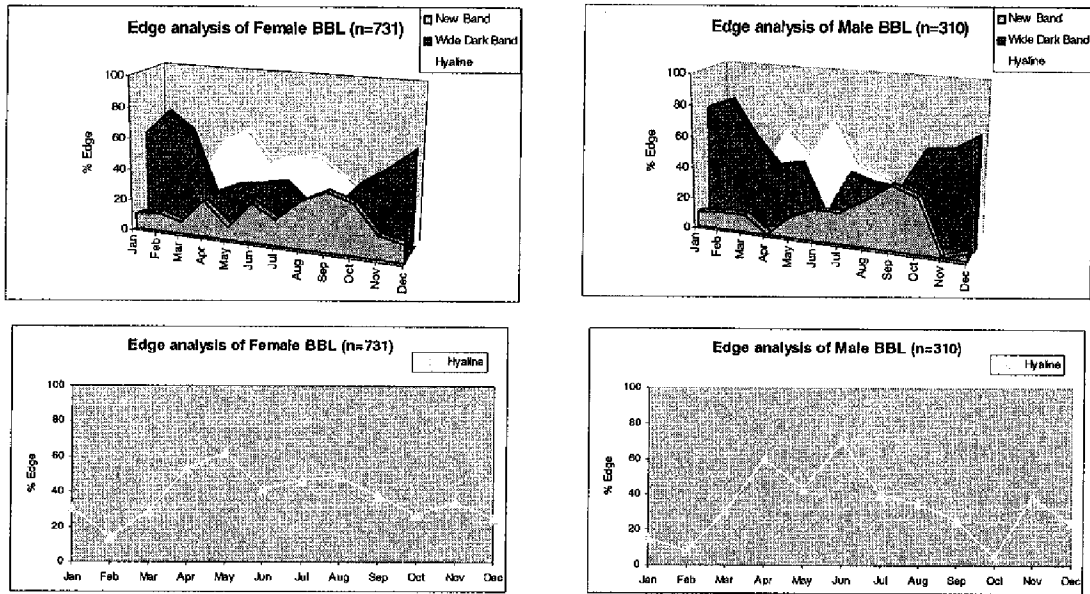 Edge analysis of Female BBL (n=731)
New Band
Wide Dark Band
Hyaline
% Edge
100
80
60
40
20
0
Jan Feb Mar Apr May Jun Jul Aug Sep Oct Nov Dec
Edge analysis of Male BBL (n=310)
New Band
Wide Dark Band
Hyaline
% Edge
100
80
60
40
20
0
Jan Feb Mar Apr May Jun Jul Aug Sep Oct Nov Dec
Edge analysis of Female BBL (n=731)
Hyaline
% Edge
100
80
60
40
20
0
Jan Feb Mar Apr May Jun Jul Aug Sep Oct Nov Dec
Edge analysis of Male BBL (n=310)
Hyaline
% Edge
100
80
60
40
20
0
Jan Feb Mar Apr May Jun Jul Aug Sep Oct Nov Dec